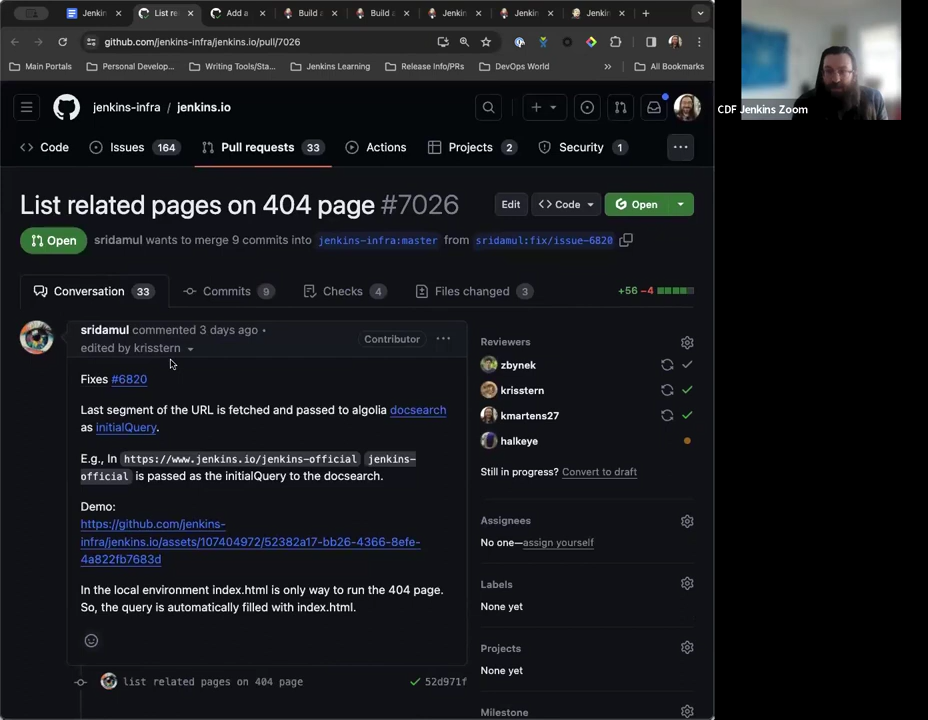 Jenkin
List re
Add a
Build a
Build a
Jenkin
Jenkin
Jenkin
github.com/jenkins-infra/jenkins.io/pull/7026
Main Portals
Personal Develop...
Writing Tools/Sta...
Jenkins Learning
Release Info/PRs
DevOps World
»
All Bookmarks
CDF Jenkins Zoom
jenkins-infra / jenkins.io
Code
Issues 164
Pull requests 33
Actions
Projects 2
Security 1
List related pages on 404 page #7026
Edit
<> Code
Open
Open
sridamul wants to merge 9 commits into jenkins-infra:master from sridamul:fix/issue-6820
Conversation 33
Commits 9
Checks 4
Files changed 3
+56 −4
sridamul commented 3 days ago •
edited by krisstern
Contributor
Fixes #6820
Last segment of the URL is fetched and passed to algolia docsearch
as initialQuery.
E.g., In https://www.jenkins.io/jenkins-official jenkins-
official is passed as the initialQuery to the docsearch.
Demo:
https://github.com/jenkins-
infra/jenkins.io/assets/107404972/52382a17-bb26-4366-8efe-
4a822fb7683d
In the local environment index.html is only way to run the 404 page.
So, the query is automatically filled with index.html.
list related pages on 404 page
52d971f
Reviewers
zbynek
krisstern
kmartens27
halkeye
Still in progress? Convert to draft
Assignees
No one—assign yourself
Labels
None yet
Projects
None yet
Milestone